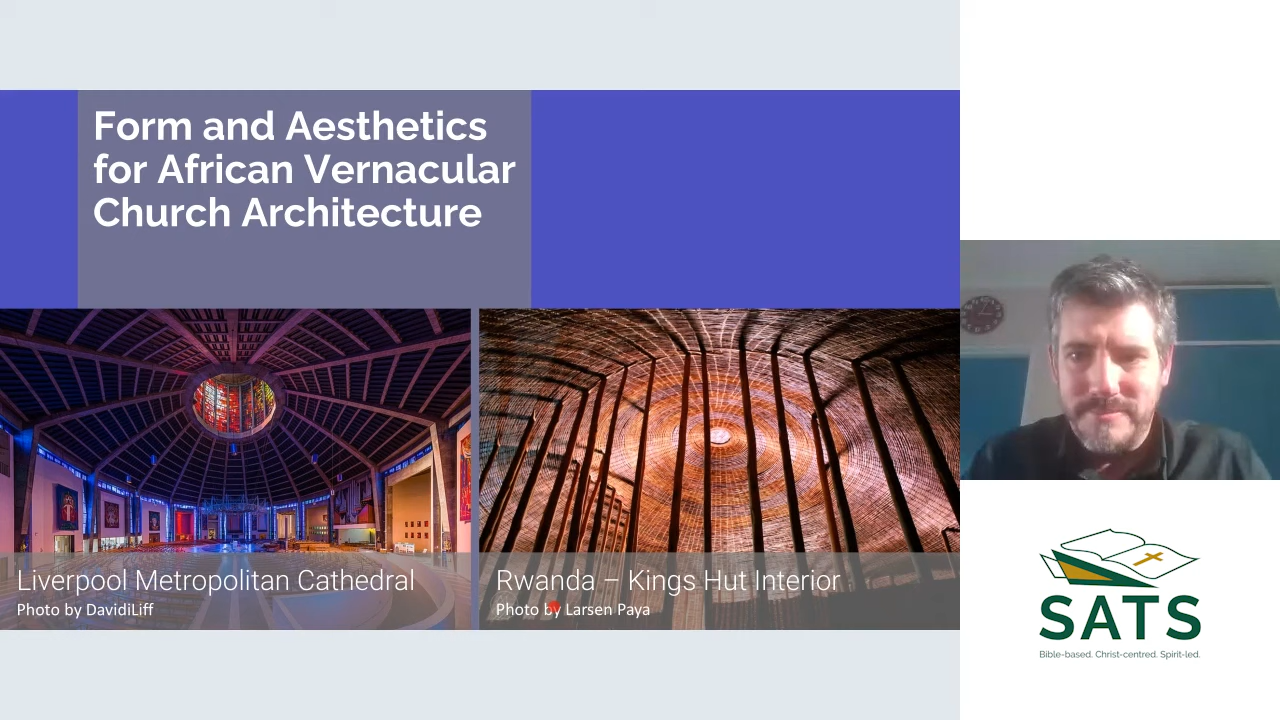 Form and Aesthetics
for African Vernacular
Church Architecture
Liverpool Metropolitan Cathedral
Photo by DavidiLiff
Rwanda – Kings Hut Interior
Photo by Larsen Paya
SATS
Bible-based. Christ-centred. Spirit-led.